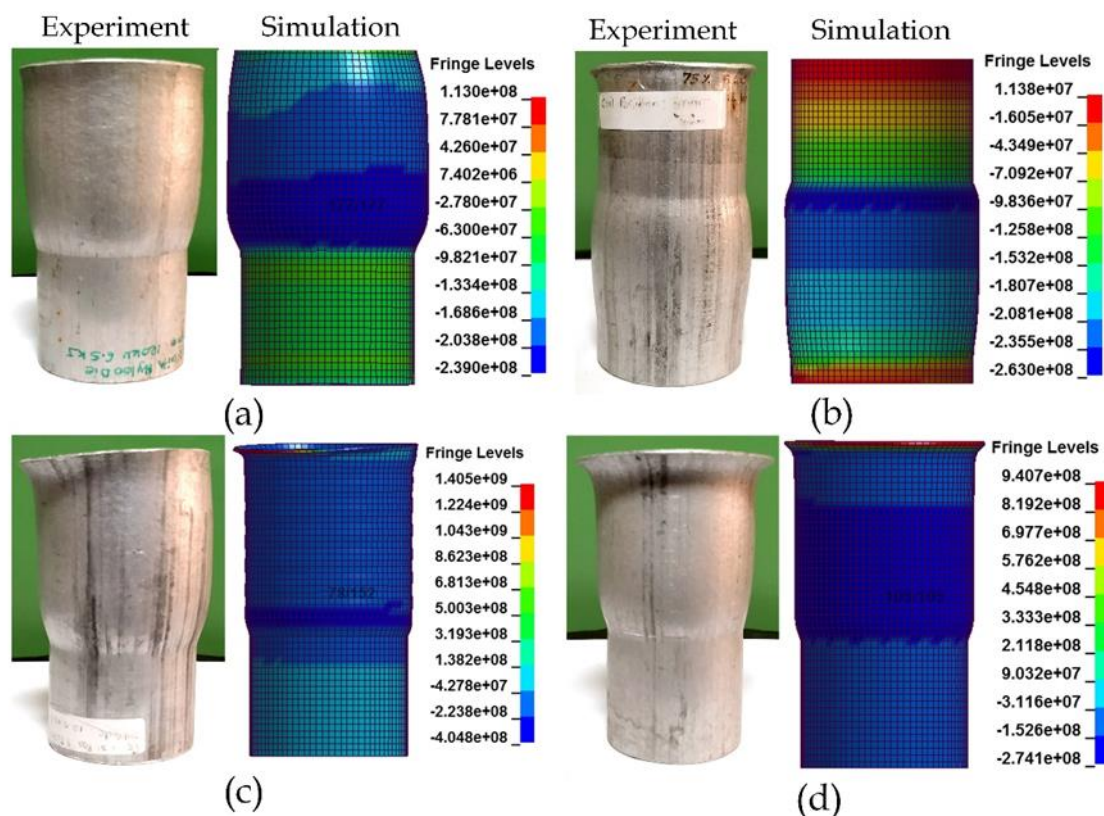 Experiment Simulation
Fringe Levels
1.130e+08
7.781e+07
4.260e+07
7.402e+06
-2.780e+07
-6.300e+07
-9.821e+07
-1.334e+08
-1.686e+08
-2.038e+08
-2.390e+08
Nylon Die
6.5kJ
(a)
Experiment Simulation
75%
Fringe Levels
1.138e+07
-1.605e+07
-4.349e+07
-7.092e+07
-9.836e+07
-1.258e+08
-1.532e+08
-1.807e+08
-2.081e+08
-2.355e+08
-2.630e+08
(b)
Fringe Levels
1.405e+09
1.224e+09
1.043e+09
8.623e+08
6.813e+08
5.003e+08
3.193e+08
1.382e+08
-4.278e+07
-2.238e+08
-4.048e+08
(c)
Fringe Levels
9.407e+08
8.192e+08
6.977e+08
5.762e+08
4.548e+08
3.333e+08
2.118e+08
9.032e+07
-3.116e+07
-1.526e+08
-2.741e+08
(d)